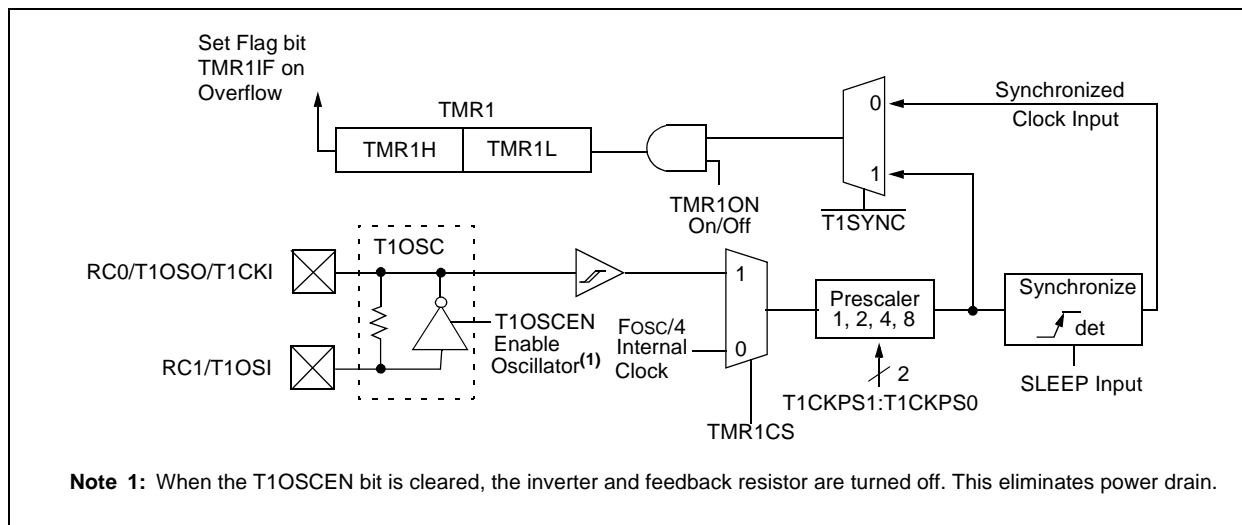 Set Flag bit
TMR1IF on
Overflow
TMR1
TMR1H
TMR1L
TMR1ON
On/Off
0
1
T1SYNC
Synchronized
Clock Input
RC0/T1OSO/T1CKI
RC1/T1OSI
T1OSC
T1OSCEN
Enable
Oscillator(1)
FOSC/4
Internal
Clock
1
0
TMR1CS
Prescaler
1, 2, 4, 8
2
T1CKPS1:T1CKPS0
Synchronize
det
SLEEP Input
Note 1: When the T1OSCEN bit is cleared, the inverter and feedback resistor are turned off. This eliminates power drain.